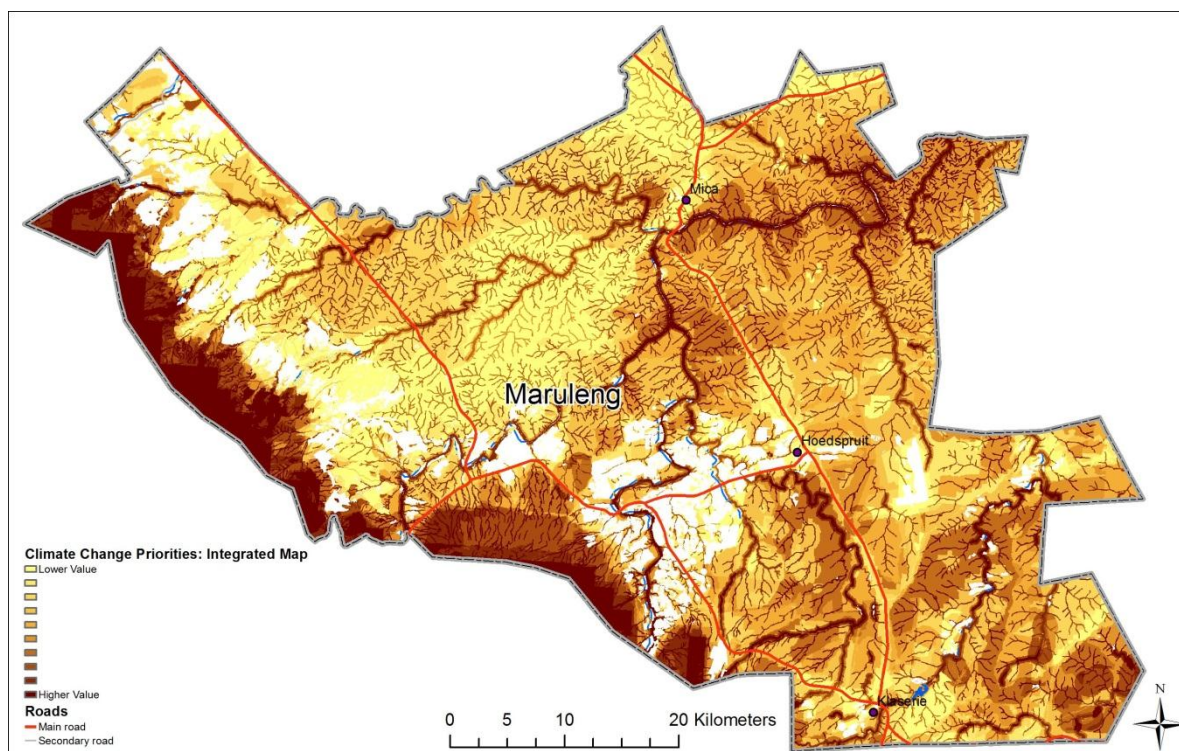 Mica
Maruleng
Hoedspruit
Climate Change Priorities: Integrated Map
Lower Value
Higher Value
Roads
Main road
Secondary road
0 5 10 20 Kilometers
Klaserie
N